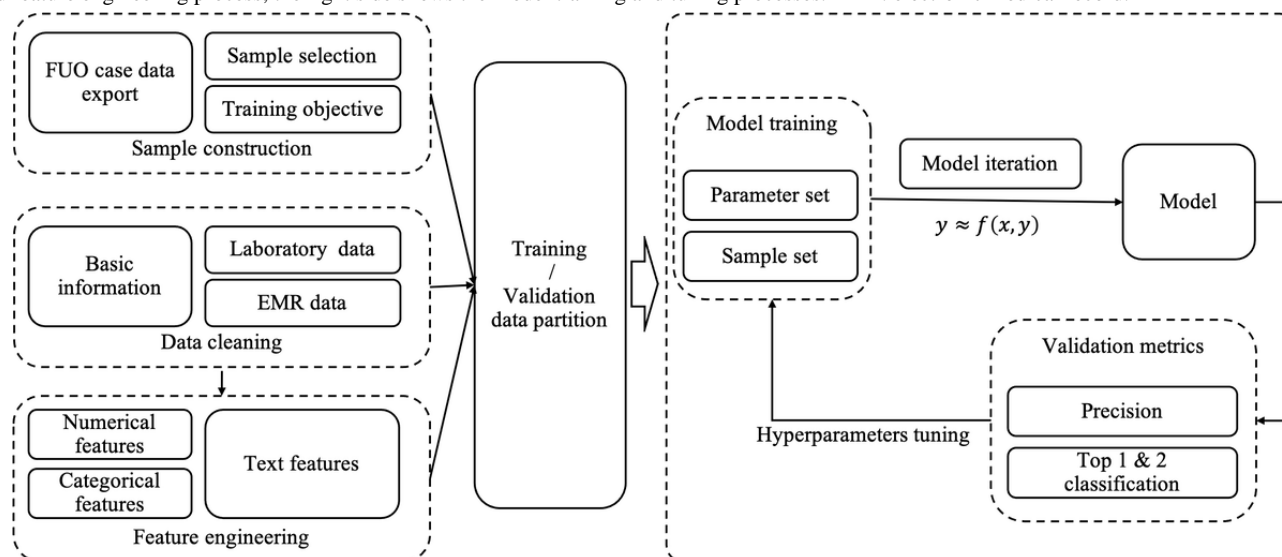 FUO case data
export
Sample selection
Training objective
Sample construction
Basic
information
Laboratory data
EMR data
Data cleaning
Numerical
features
Categorical
features
Text features
Feature engineering
Training
/
Validation
data partition
Model training
Parameter set
Sample set
Model iteration
y ≈ f(x, y)
Model
Validation metrics
Precision
Top 1 & 2
classification
Hyperparameters tuning